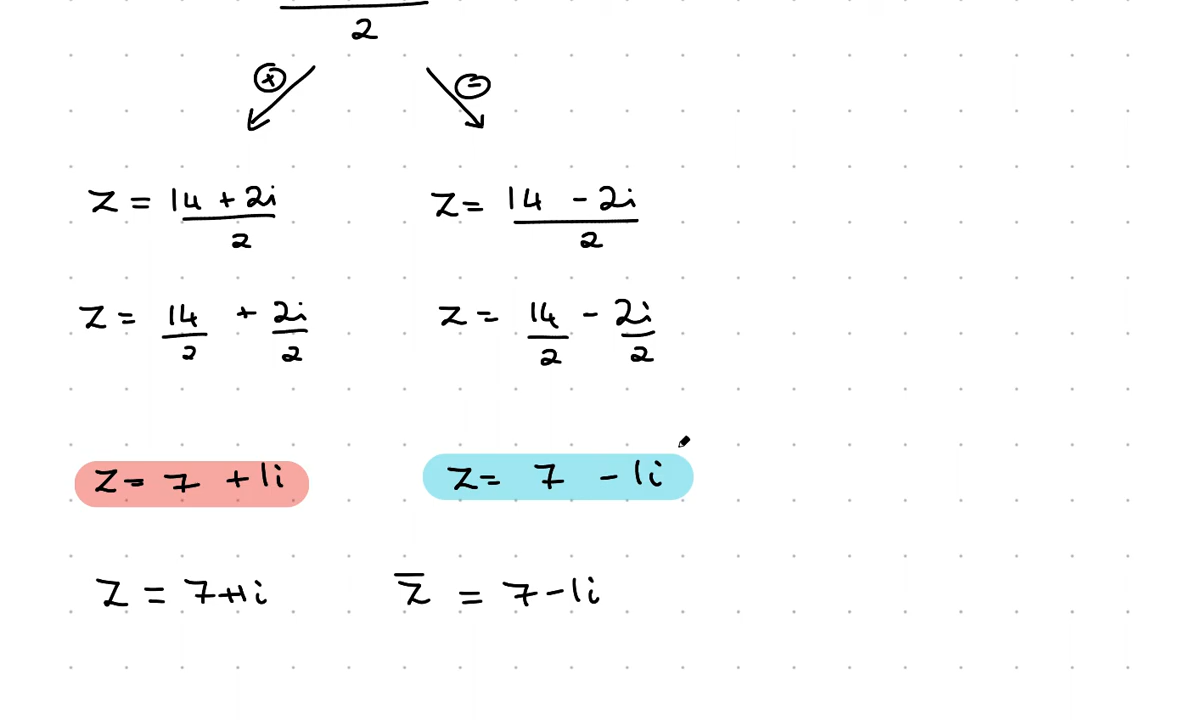 2
+ −
z = 14 + 2i / 2 z = 14 - 2i / 2
z = 14/2 + 2i/2 z = 14/2 - 2i/2
z = 7 + 1i z = 7 - 1i
z = 7+1i z̅ = 7-1i